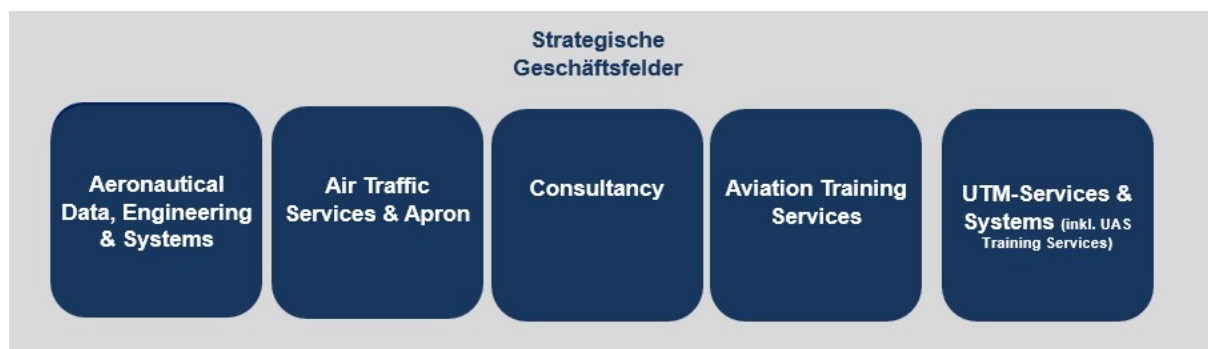 Strategische
Geschäftsfelder
Aeronautical
Data, Engineering
& Systems
Air Traffic
Services & Apron
Consultancy
Aviation Training
Services
UTM-Services &
Systems (inkl. UAS
Training Services)